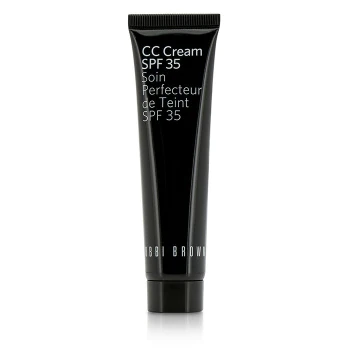 CC Cream
SPF 35
Soin
Perfecteur
de Teint
SPF 35
BOBBI BROWN